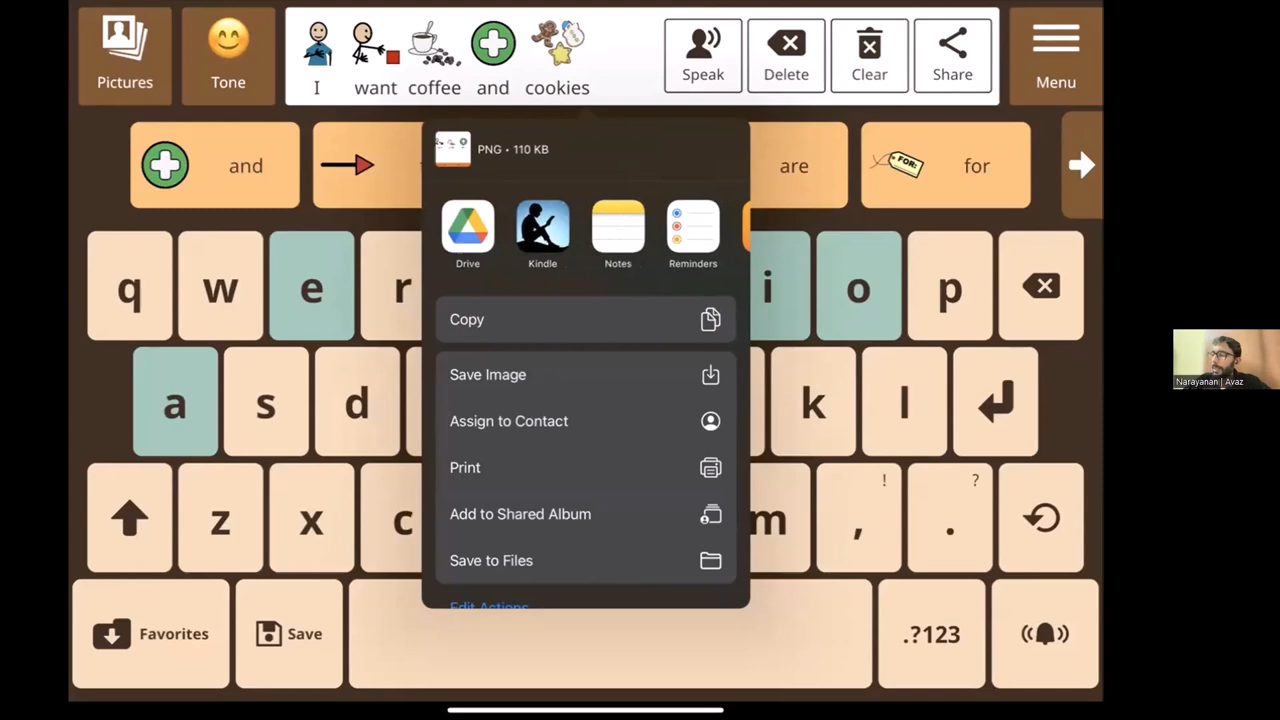 Pictures
Tone
I want coffee and cookies
Speak
Delete
Clear
Share
Menu
and
are
FOR:
for
PNG • 110 KB
Drive
Kindle
Notes
Reminders
Copy
Save Image
Assign to Contact
Print
Add to Shared Album
Save to Files
Edit Actions
q w e r i o p
a s d k l
z x c m , ! . ?
Favorites
Save
.?123
Narayanan | Avaz